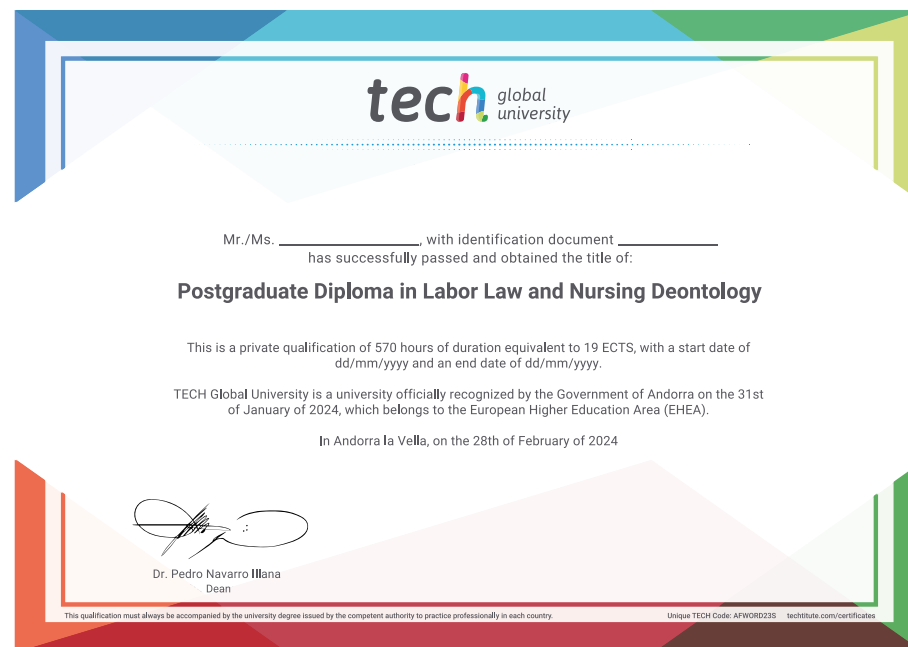 tech global university
Mr./Ms. ____________________, with identification document ______________
has successfully passed and obtained the title of:
Postgraduate Diploma in Labor Law and Nursing Deontology
This is a private qualification of 570 hours of duration equivalent to 19 ECTS, with a start date of
dd/mm/yyyy and an end date of dd/mm/yyyy.
TECH Global University is a university officially recognized by the Government of Andorra on the 31st
of January of 2024, which belongs to the European Higher Education Area (EHEA).
In Andorra la Vella, on the 28th of February of 2024
Dr. Pedro Navarro Illana
Dean
This qualification must always be accompanied by the university degree issued by the competent authority to practice professionally in each country.
Unique TECH Code: AFWORD23S techtitute.com/certificates